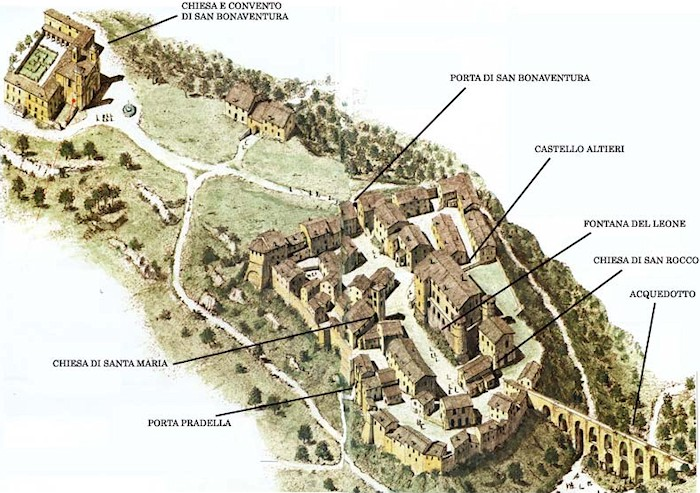 CHIESA E CONVENTO
DI SAN BONAVENTURA
PORTA DI SAN BONAVENTURA
CASTELLO ALTIERI
FONTANA DEL LEONE
CHIESA DI SAN ROCCO
ACQUEDOTTO
CHIESA DI SANTA MARIA
PORTA PRADELLA